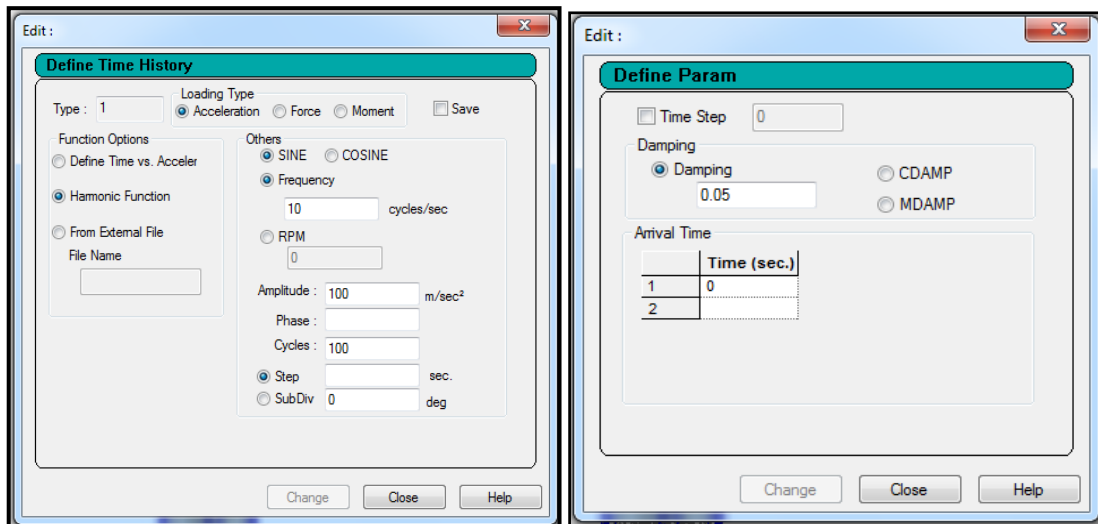 Edit :
Define Time History
Type : 1
Loading Type
Acceleration Force Moment
Save
Function Options
Define Time vs. Acceler
Harmonic Function
From External File
File Name
Others
SINE COSINE
Frequency
10 cycles/sec
RPM
0
Amplitude : 100 m/sec²
Phase :
Cycles : 100
Step sec.
SubDiv 0 deg
Change Close Help
Edit :
Define Param
Time Step 0
Damping
Damping
0.05
CDAMP
MDAMP
Arrival Time
Time (sec.)
1 0
2
Change Close Help